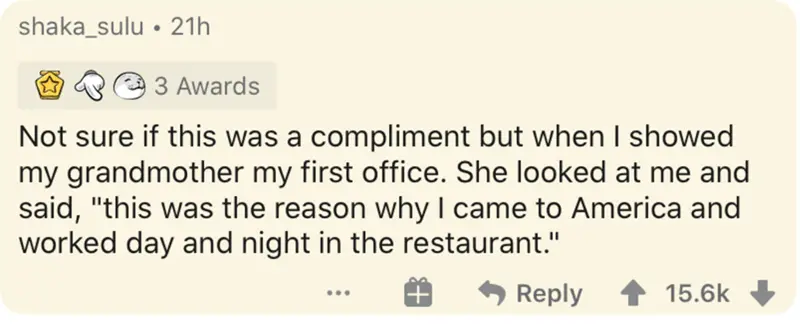 shaka_sulu • 21h
3 Awards
Not sure if this was a compliment but when I showed
my grandmother my first office. She looked at me and
said, "this was the reason why I came to America and
worked day and night in the restaurant."
Reply 15.6k